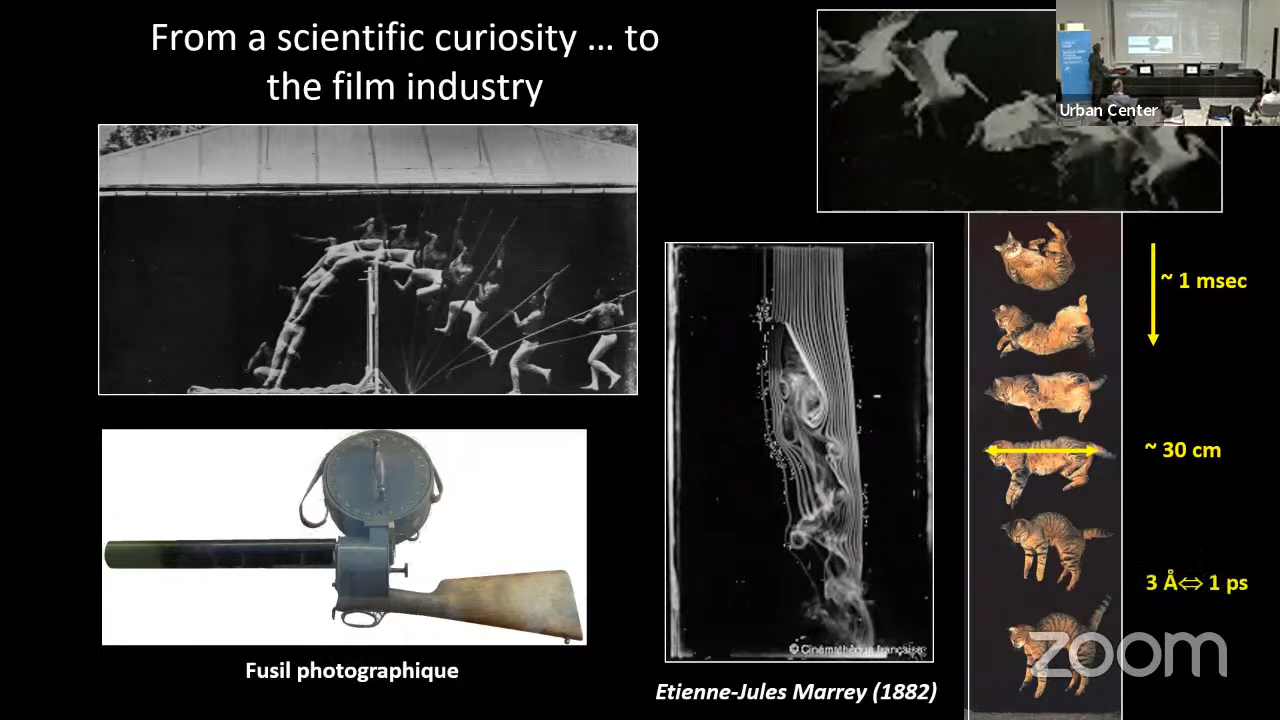 From a scientific curiosity ... to
the film industry
Urban Center
~ 1 msec
~ 30 cm
3 Å⇔ 1 ps
© Cinémathèque française
zoom
Fusil photographique
Etienne-Jules Marrey (1882)